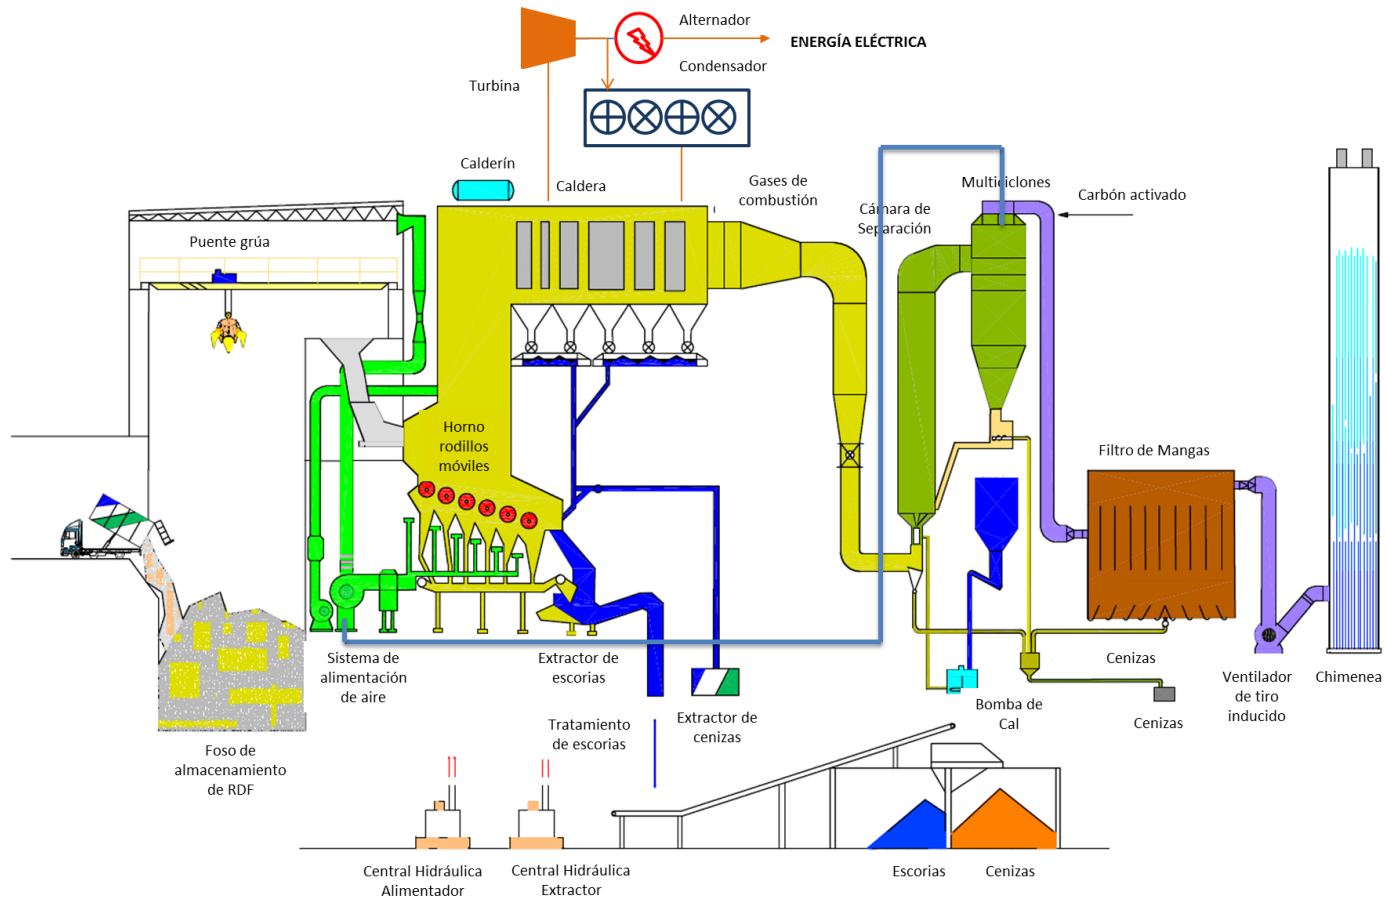 Alternador
ENERGÍA ELÉCTRICA
Condensador
Turbina
Calderín
Caldera
Gases de
combustión
Multiciclones
Carbón activado
Cámara de
Separación
Puente grúa
Horno
rodillos
móviles
Filtro de Mangas
Sistema de
alimentación
de aire
Extractor de
escorias
Extractor de
cenizas
Cenizas
Bomba de
Cal
Cenizas
Ventilador
de tiro
inducido
Chimenea
Tratamiento
de escorias
Foso de
almacenamiento
de RDF
Central Hidráulica
Alimentador
Central Hidráulica
Extractor
Escorias
Cenizas